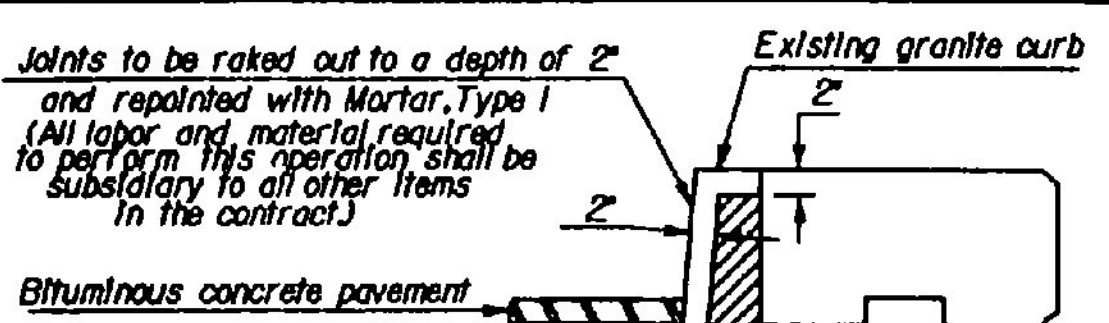 Joints to be raked out to a depth of 2"
and repointed with Mortar, Type I
(All labor and material required
to perform this operation shall be
subsidiary to all other items
in the contract)
Existing granite curb
2"
2"
Bituminous concrete pavement